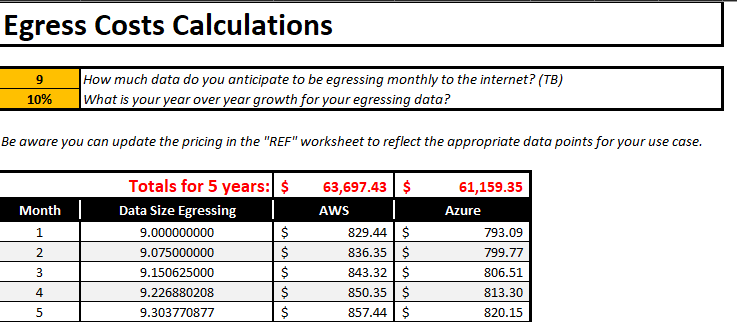 Egress Costs Calculations
9 How much data do you anticipate to be egressing monthly to the internet? (TB)
10% What is your year over year growth for your egressing data?
Be aware you can update the pricing in the "REF" worksheet to reflect the appropriate data points for your use case.
Totals for 5 years: $ 63,697.43 $ 61,159.35
Month Data Size Egressing AWS Azure
1 9.000000000 $ 829.44 $ 793.09
2 9.075000000 $ 836.35 $ 799.77
3 9.150625000 $ 843.32 $ 806.51
4 9.226880208 $ 850.35 $ 813.30
5 9.303770877 $ 857.44 $ 820.15